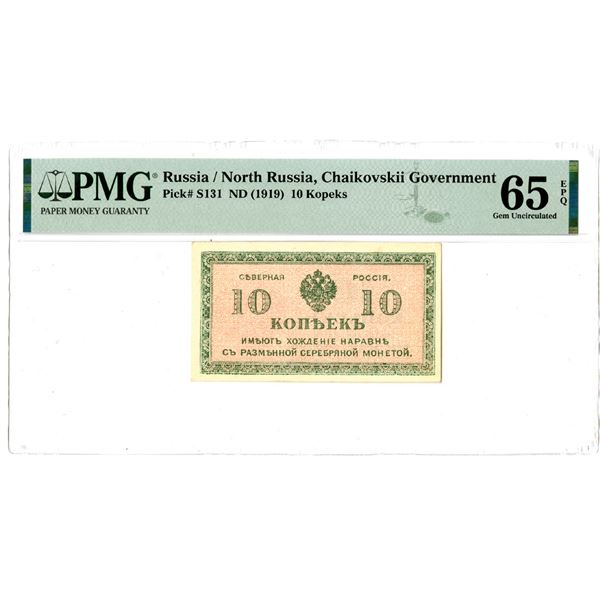 PMG® Russia / North Russia, Chaikovskii Government
Pick# S131 ND (1919) 10 Kopeks
PAPER MONEY GUARANTY
65 EPQ
Gem Uncirculated
СѢВЕРНАЯ РОССІЯ.
10 10
КОПѢЕКЪ
ИМѢЮТЪ ХОЖДЕНІЕ НАРАВНѢ
СЪ РАЗМѢННОЙ СЕРЕБРЯНОЙ МОНЕТОЙ.